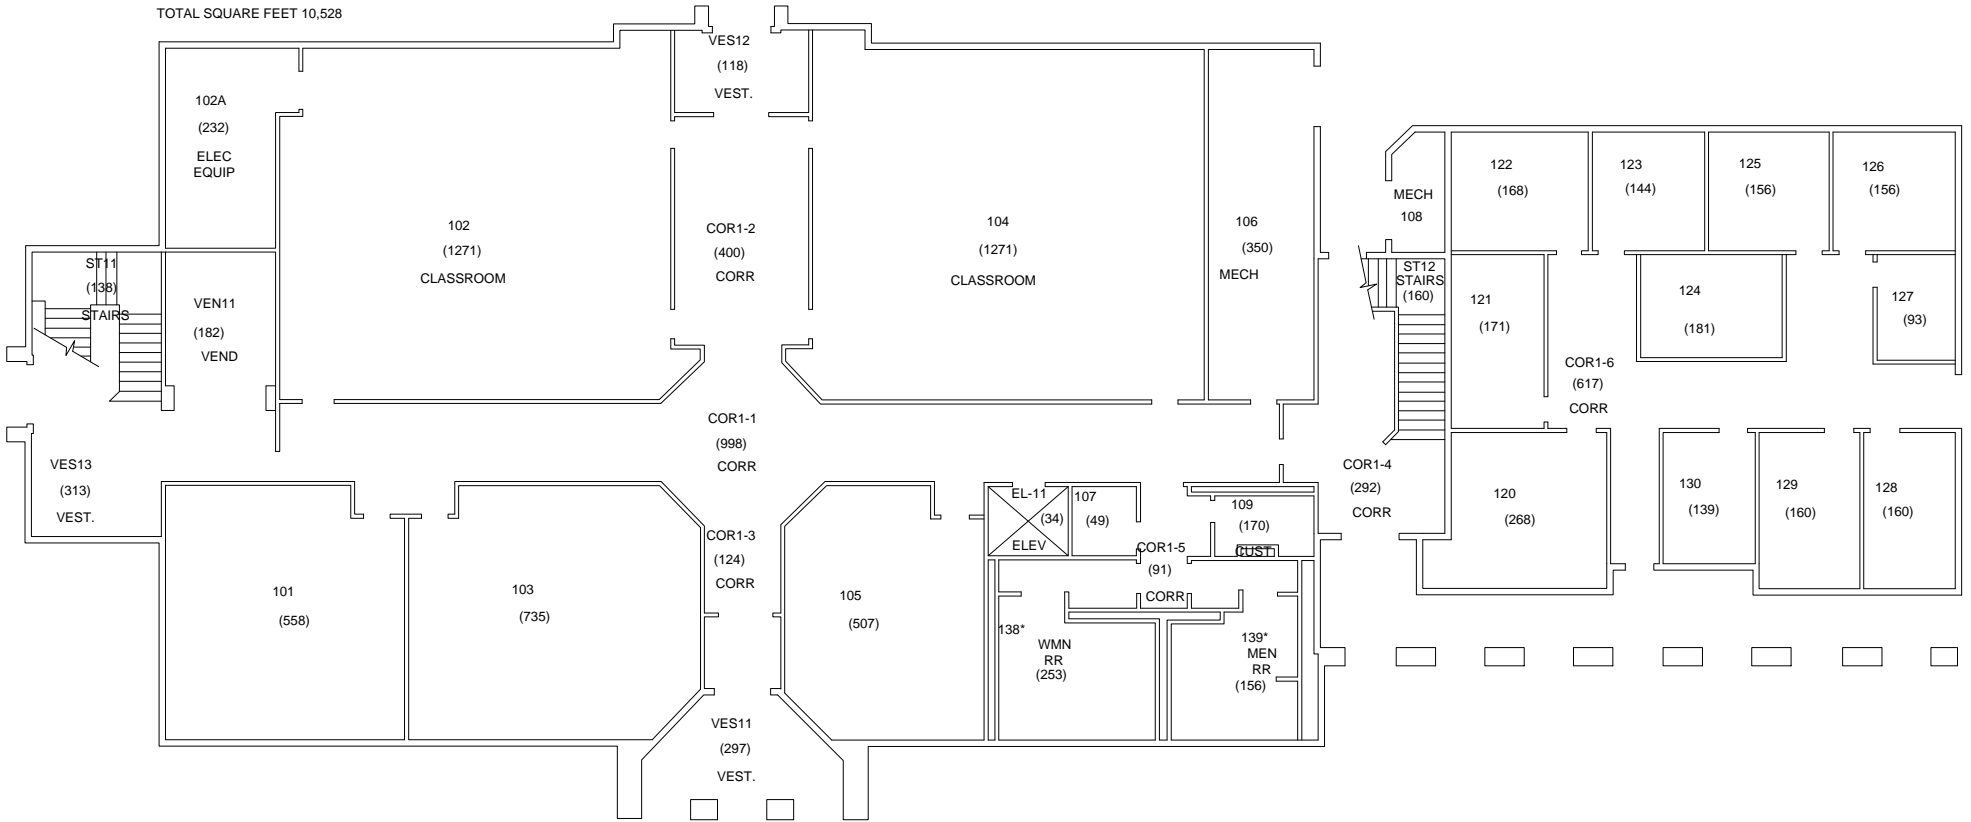 TOTAL SQUARE FEET 10,528
VES12
(118)
VEST.
102A
(232)
ELEC
EQUIP
102
(1271)
CLASSROOM
COR1-2
(400)
CORR
104
(1271)
CLASSROOM
106
(350)
MECH
MECH
108
122
(168)
123
(144)
125
(156)
126
(156)
ST11
(138)
STAIRS
VEN11
(182)
VEND
ST12
STAIRS
(160)
121
(171)
124
(181)
127
(93)
COR1-6
(617)
CORR
COR1-1
(998)
CORR
VES13
(313)
VEST.
COR1-4
(292)
CORR
120
(268)
130
(139)
129
(160)
128
(160)
EL-11
(34)
ELEV
107
(49)
109
(170)
CUST
COR1-3
(124)
CORR
COR1-5
(91)
CORR
101
(558)
103
(735)
105
(507)
138*
WMN
RR
(253)
139*
MEN
RR
(156)
VES11
(297)
VEST.